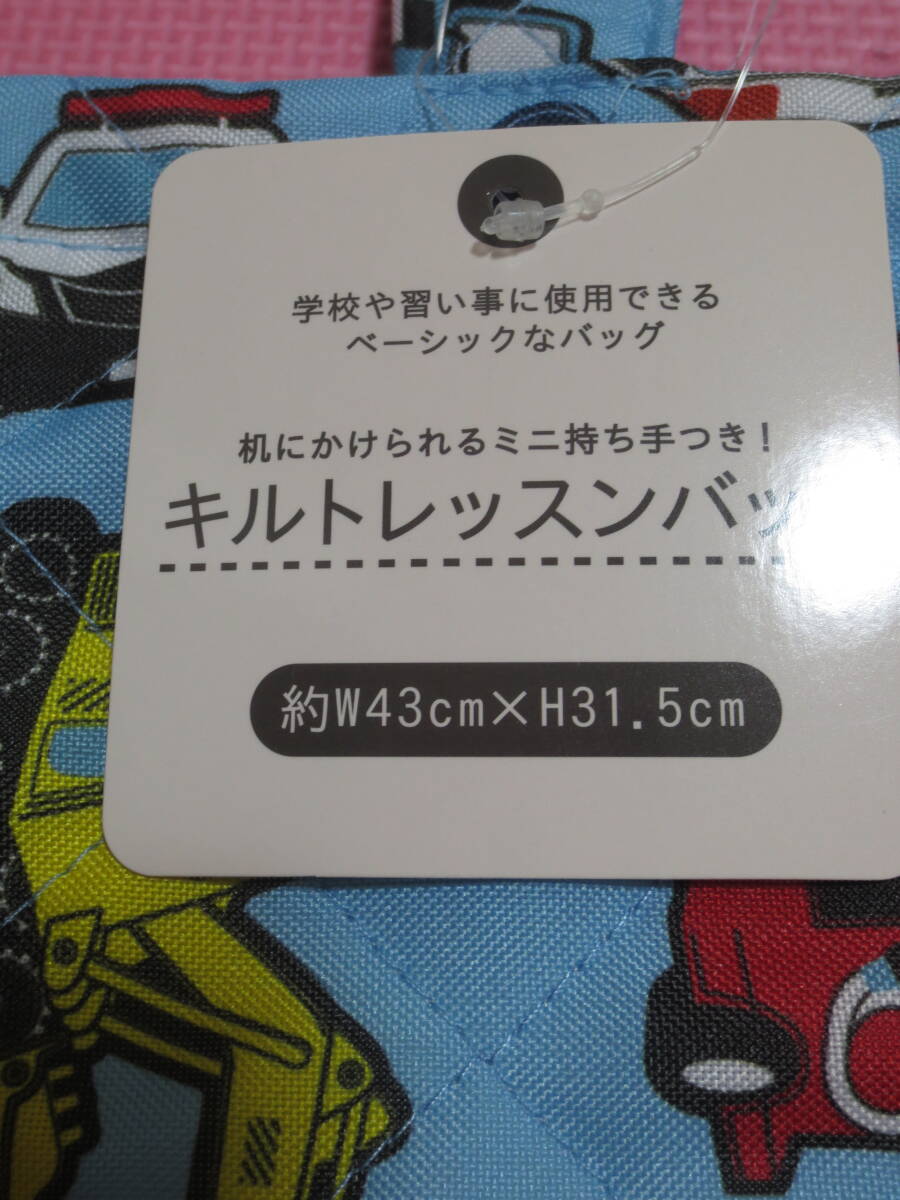 学校や習い事に使用できる
ベーシックなバッグ
机にかけられるミニ持ち手つき！
キルトレッスンバッ
約W43cm×H31.5cm